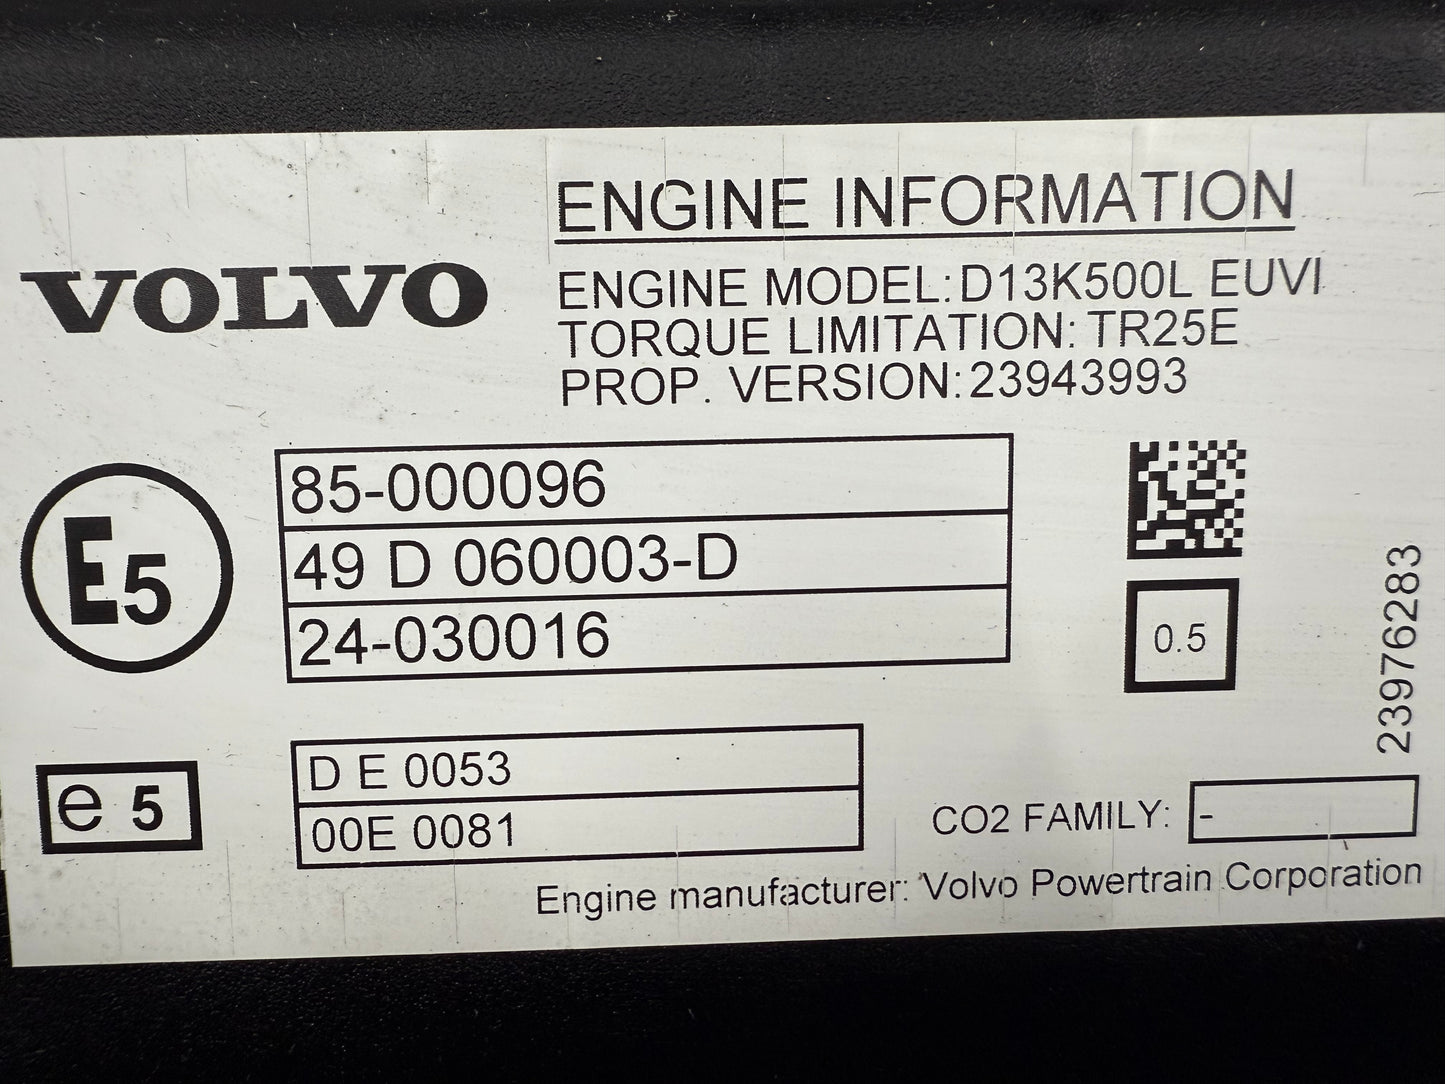 VOLVO
ENGINE INFORMATION
ENGINE MODEL: D13K500L EUVI
TORQUE LIMITATION: TR25E
PROP. VERSION: 23943993
E5
85-000096
49 D 060003-D
24-030016
0.5
23976283
e 5
D E 0053
00E 0081
CO2 FAMILY: -
Engine manufacturer: Volvo Powertrain Corporation